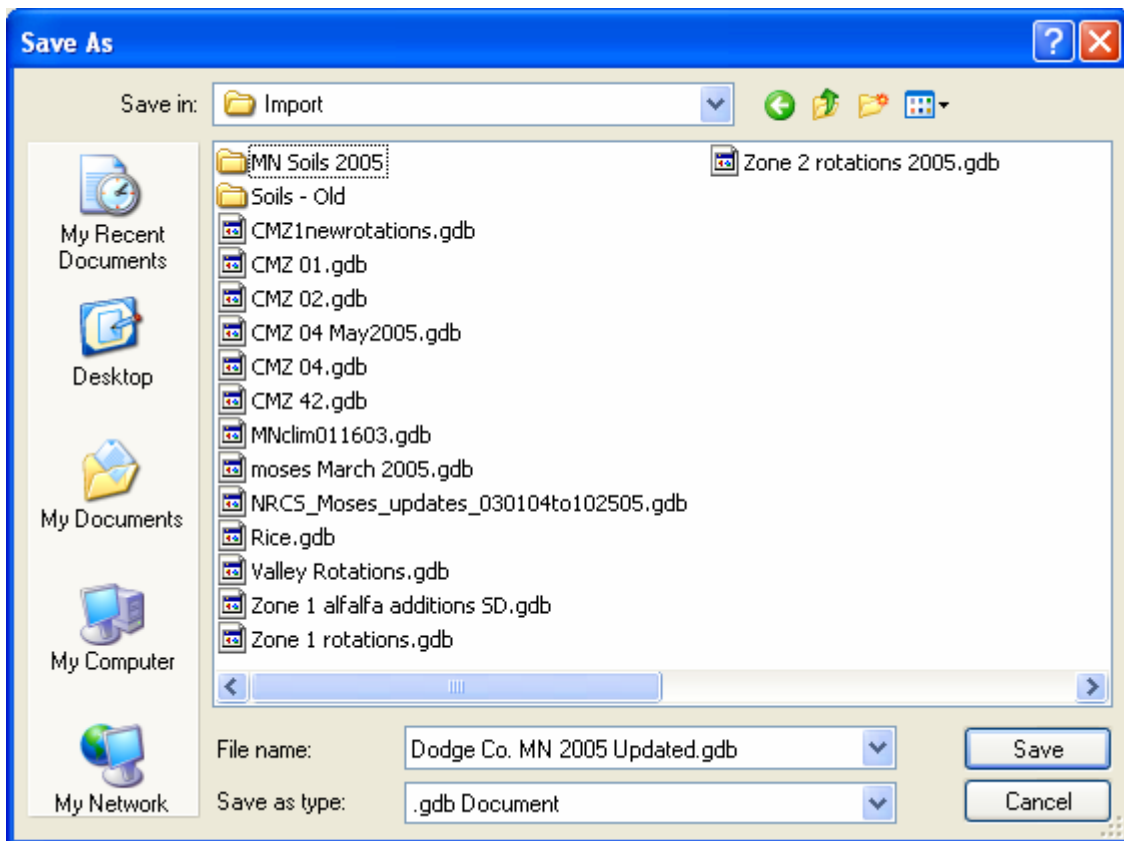 Save As
Save in:
Import
My Recent
Documents
Desktop
My Documents
My Computer
My Network
MN Soils 2005
Soils - Old
CMZ1newrotations.gdb
CMZ 01.gdb
CMZ 02.gdb
CMZ 04 May2005.gdb
CMZ 04.gdb
CMZ 42.gdb
MNclim011603.gdb
moses March 2005.gdb
NRCS_Moses_updates_030104to102505.gdb
Rice.gdb
Valley Rotations.gdb
Zone 1 alfalfa additions SD.gdb
Zone 1 rotations.gdb
Zone 2 rotations 2005.gdb
File name:
Dodge Co. MN 2005 Updated.gdb
Save
Save as type:
.gdb Document
Cancel